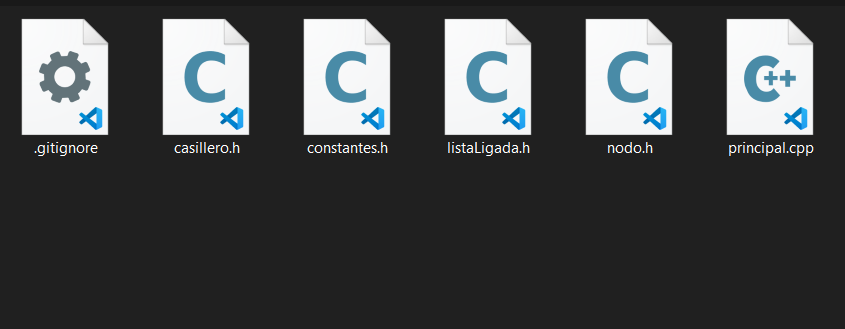 .gitignore
C
casillero.h
C
constantes.h
C
listaLigada.h
C
nodo.h
C++
principal.cpp